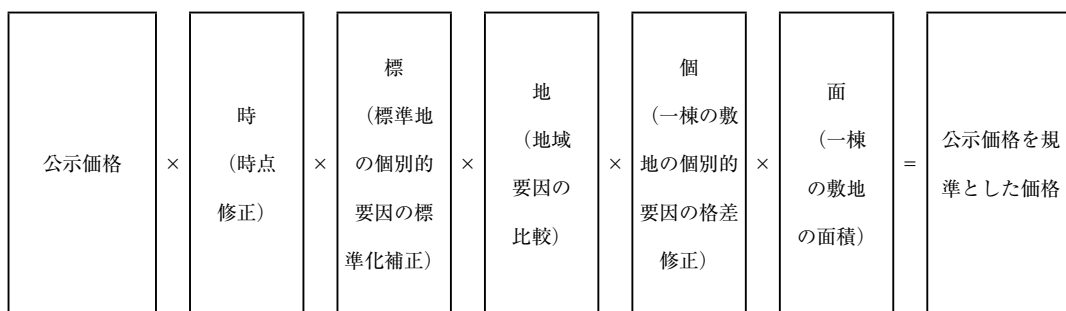 公示価格
×
時
（時点
修正）
×
標
（標準地
の個別的
要因の標
準化補正）
×
地
（地域
要因の
比較）
×
個
（一棟の敷
地の個別的
要因の格差
修正）
×
面
（一棟
の敷地
の面積）
=
公示価格を規
準とした価格